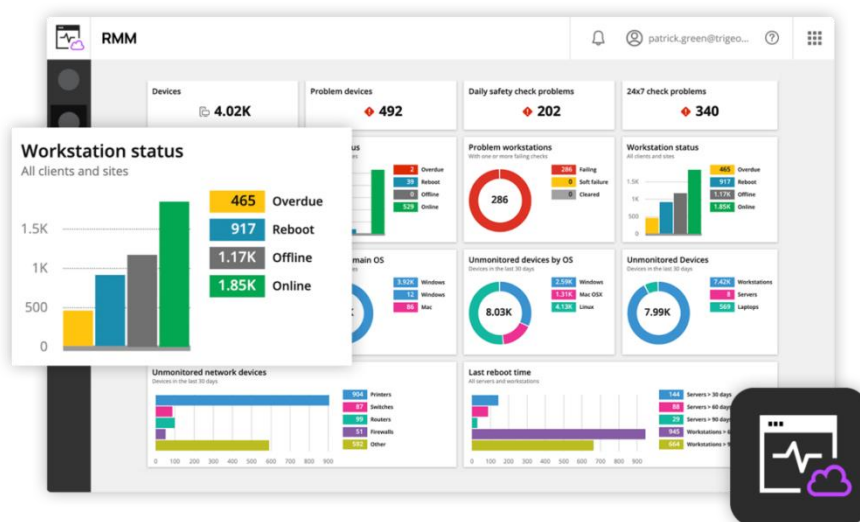 RMM
patrick.green@trigeo...
Devices
4.02K
Problem devices
492
Daily safety check problems
202
24x7 check problems
340
Workstation status
All clients and sites
465 Overdue
917 Reboot
1.17K Offline
1.85K Online
1.5K
1K
500
0
2 Overdue
39 Reboot
0 Offline
529 Online
Problem workstations
With one or more failing checks
286
286 Failing
0 Soft failure
0 Cleared
Workstation status
All clients and sites
1.5K
1K
500
0
465 Overdue
917 Reboot
1.17K Offline
1.85K Online
main OS
3.92K Windows
12 Windows
86 Mac
Unmonitored devices by OS
Devices in the last 30 days
8.03K
2.59K Windows
1.31K Mac OSX
4.13K Linux
Unmonitored Devices
Devices in the last 30 days
7.99K
7.42K Workstations
8 Servers
569 Laptops
Unmonitored network devices
Devices in the last 30 days
904 Printers
87 Switches
99 Routers
51 Firewalls
592 Other
0 100 200 300 400 500 600 700 800 900
Last reboot time
All servers and workstations
144 Servers > 30 days
88 Servers > 60 day
29 Servers > 90 day
945 Workstations >
664 Workstations >
0 100 200 300 400 500 600 700 800 900